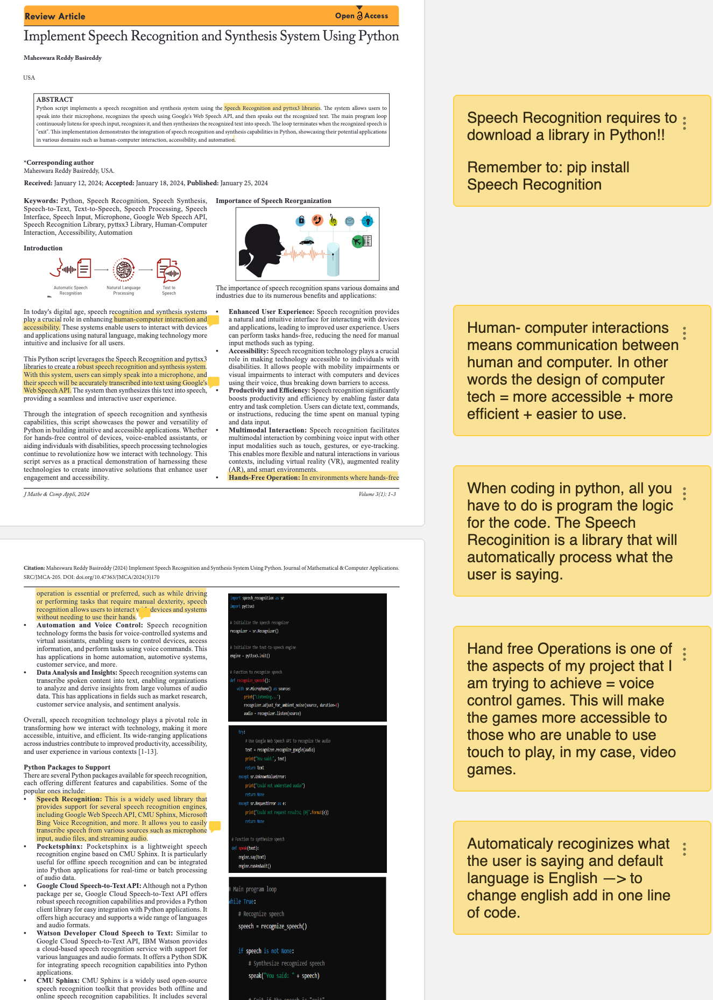 Review Article
Open Access
Implement Speech Recognition and Synthesis System Using Python
Maheswara Reddy Basireddy
USA
ABSTRACT
Python script implements a speech recognition and synthesis system using the Speech Recognition and pyttsx3 libraries. The system allows users to
speak into their microphone, recognizes the speech using Google's Web Speech API, and then speaks out the recognized text. The main program loop
continuously listens for speech input, recognizes it, and then synthesizes the recognized text into speech. The loop terminates when the recognized speech is
"exit". This implementation demonstrates the integration of speech recognition and synthesis capabilities in Python, showcasing their potential applications
in various domains such as human-computer interaction, accessibility, and automation.
*Corresponding author
Maheswara Reddy Basireddy, USA.
Received: January 12, 2024; Accepted: January 18, 2024, Published: January 25, 2024
Keywords: Python, Speech Recognition, Speech Synthesis,
Speech-to-Text, Text-to-Speech, Speech Processing, Speech
Interface, Speech Input, Microphone, Google Web Speech API,
Speech Recognition Library, pyttsx3 Library, Human-Computer
Interaction, Accessibility, Automation
Introduction
Automatic Speech
Recognition
Natural Language
Processing
Text to
Speech
In today's digital age, speech recognition and synthesis systems
play a crucial role in enhancing human-computer interaction and
accessibility. These systems enable users to interact with devices
and applications using natural language, making technology more
intuitive and inclusive for all users.
This Python script leverages the Speech Recognition and pyttsx3
libraries to create a robust speech recognition and synthesis system.
With this system, users can simply speak into a microphone, and
their speech will be accurately transcribed into text using Google's
Web Speech API. The system then synthesizes this text into speech,
providing a seamless and interactive user experience.
Through the integration of speech recognition and synthesis
capabilities, this script showcases the power and versatility of
Python in building intuitive and accessible applications. Whether
for hands-free control of devices, voice-enabled assistants, or
aiding individuals with disabilities, speech processing technologies
continue to revolutionize how we interact with technology. This
script serves as a practical demonstration of harnessing these
technologies to create innovative solutions that enhance user
engagement and accessibility.
Importance of Speech Reorganization
The importance of speech recognition spans various domains and
industries due to its numerous benefits and applications:
• Enhanced User Experience: Speech recognition provides
a natural and intuitive interface for interacting with devices
and applications, leading to improved user experience. Users
can perform tasks hands-free, reducing the need for manual
input methods such as typing.
• Accessibility: Speech recognition technology plays a crucial
role in making technology accessible to individuals with
disabilities. It allows people with mobility impairments or
visual impairments to interact with computers and devices
using their voice, thus breaking down barriers to access.
• Productivity and Efficiency: Speech recognition significantly
boosts productivity and efficiency by enabling faster data
entry and task completion. Users can dictate text, commands,
or instructions, reducing the time spent on manual typing
and data input.
• Multimodal Interaction: Speech recognition facilitates
multimodal interaction by combining voice input with other
input modalities such as touch, gestures, or eye-tracking.
This enables more flexible and natural interactions in various
contexts, including virtual reality (VR), augmented reality
(AR), and smart environments.
• Hands-Free Operation: In environments where hands-free
J Mathe & Comp Appli, 2024
Volume 3(1): 1-3
Citation: Maheswara Reddy Basireddy (2024) Implement Speech Recognition and Synthesis System Using Python. Journal of Mathematical & Computer Applications.
SRC/JMCA-205. DOI: doi.org/10.47363/JMCA/2024(3)170
operation is essential or preferred, such as while driving
or performing tasks that require manual dexterity, speech
recognition allows users to interact with devices and systems
without needing to use their hands.
• Automation and Voice Control: Speech recognition
technology forms the basis for voice-controlled systems and
virtual assistants, enabling users to control devices, access
information, and perform tasks using voice commands. This
has applications in home automation, automotive systems,
customer service, and more.
• Data Analysis and Insights: Speech recognition systems can
transcribe spoken content into text, enabling organizations
to analyze and derive insights from large volumes of audio
data. This has applications in fields such as market research,
customer service analysis, and sentiment analysis.
Overall, speech recognition technology plays a pivotal role in
transforming how we interact with technology, making it more
accessible, intuitive, and efficient. Its wide-ranging applications
across industries contribute to improved productivity, accessibility,
and user experience in various contexts [1-13].
Python Packages to Support
There are several Python packages available for speech recognition,
each offering different features and capabilities. Some of the
popular ones include:
• Speech Recognition: This is a widely used library that
provides support for several speech recognition engines,
including Google Web Speech API, CMU Sphinx, Microsoft
Bing Voice Recognition, and more. It allows you to easily
transcribe speech from various sources such as microphone
input, audio files, and streaming audio.
• Pocketsphinx: Pocketsphinx is a lightweight speech
recognition engine based on CMU Sphinx. It is particularly
useful for offline speech recognition and can be integrated
into Python applications for real-time or batch processing
of audio data.
• Google Cloud Speech-to-Text API: Although not a Python
package per se, Google Cloud Speech-to-Text API offers
robust speech recognition capabilities and provides a Python
client library for easy integration with Python applications. It
offers high accuracy and supports a wide range of languages
and audio formats.
• Watson Developer Cloud Speech to Text: Similar to
Google Cloud Speech-to-Text API, IBM Watson provides
a cloud-based speech recognition service with support for
various languages and audio formats. It offers a Python SDK
for integrating speech recognition capabilities into Python
applications.
• CMU Sphinx: CMU Sphinx is a widely used open-source
speech recognition toolkit that provides both offline and
online speech recognition capabilities. It includes several
import speech_recognition as sr
import pyttsx3
# Initialize the speech recognizer
recognizer = sr.Recognizer()
# Initialize the text-to-speech engine
engine = pyttsx3.init()
# Function to recognize speech
def recognize_speech():
with sr.Microphone() as source:
print("Listening...")
recognizer.adjust_for_ambient_noise(source, duration=1)
audio = recognizer.listen(source)
try:
# Use Google Web Speech API to recognize the audio
text = recognizer.recognize_google(audio)
print("You said:", text)
return text
except sr.UnknownValueError:
print("Could not understand audio")
return None
except sr.RequestError as e:
print("Could not request results; {0}".format(e))
return None
# Function to synthesize speech
def speak(text):
engine.say(text)
engine.runAndWait()
# Main program loop
while True:
# Recognize speech
speech = recognize_speech()
if speech is not None:
# Synthesize recognized speech
speak("You said: " + speech)
# Exit if the speech is "exit"
Speech Recognition requires to
download a library in Python!!
Remember to: pip install
Speech Recognition
Human- computer interactions
means communication between
human and computer. In other
words the design of computer
tech = more accessible + more
efficient + easier to use.
When coding in python, all you
have to do is program the logic
for the code. The Speech
Recoginition is a library that will
automatically process what the
user is saying.
Hand free Operations is one of
the aspects of my project that I
am trying to achieve = voice
control games. This will make
the games more accessible to
those who are unable to use
touch to play, in my case, video
games.
Automaticaly recoginizes what
the user is saying and default
language is English —> to
change english add in one line
of code.